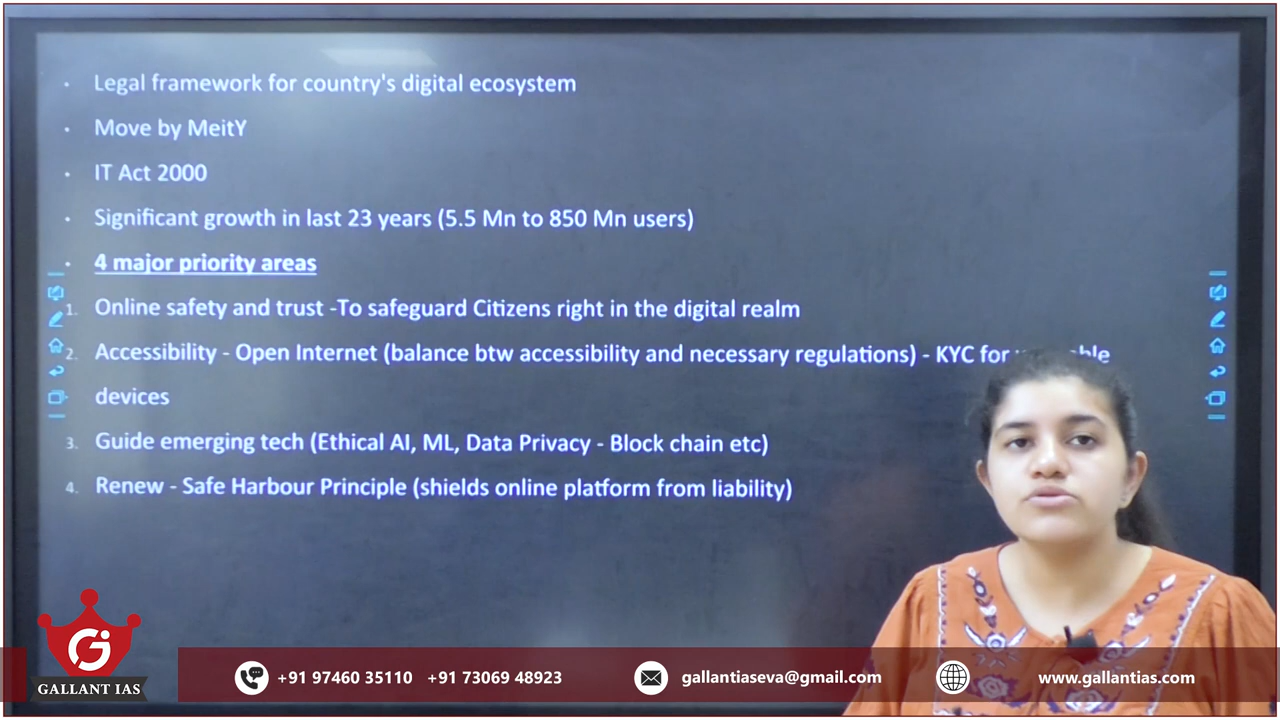 • Legal framework for country's digital ecosystem
• Move by MeitY
• IT Act 2000
• Significant growth in last 23 years (5.5 Mn to 850 Mn users)
• 4 major priority areas
1. Online safety and trust -To safeguard Citizens right in the digital realm
2. Accessibility - Open Internet (balance btw accessibility and necessary regulations) - KYC for
devices
3. Guide emerging tech (Ethical AI, ML, Data Privacy - Block chain etc)
4. Renew - Safe Harbour Principle (shields online platform from liability)
Gi
GALLANT IAS
+91 97460 35110 +91 73069 48923
gallantiaseva@gmail.com
www.gallantias.com